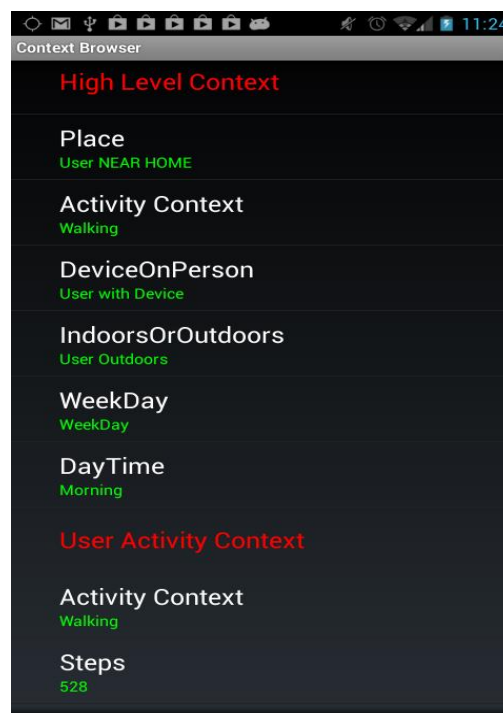 11:24
Context Browser
High Level Context
Place
User NEAR HOME
Activity Context
Walking
DeviceOnPerson
User with Device
IndoorsOrOutdoors
User Outdoors
WeekDay
WeekDay
DayTime
Morning
User Activity Context
Activity Context
Walking
Steps
528